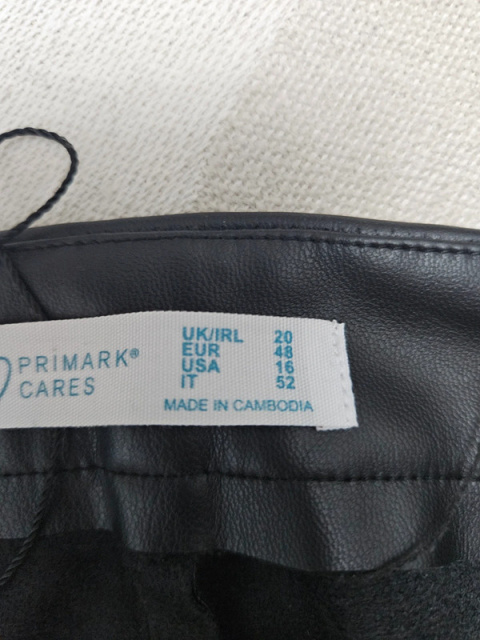 PRIMARK®
CARES
UK/IRL 20
EUR 48
USA 16
IT 52
MADE IN CAMBODIA